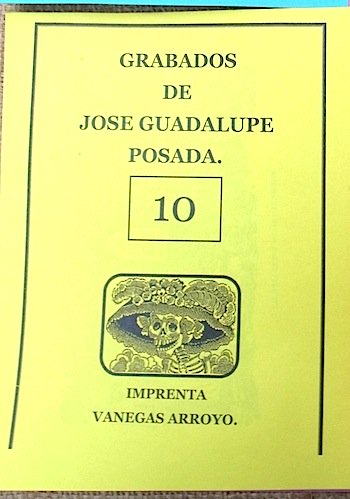 GRABADOS
DE
JOSE GUADALUPE
POSADA.
10
IMPRENTA
VANEGAS ARROYO.